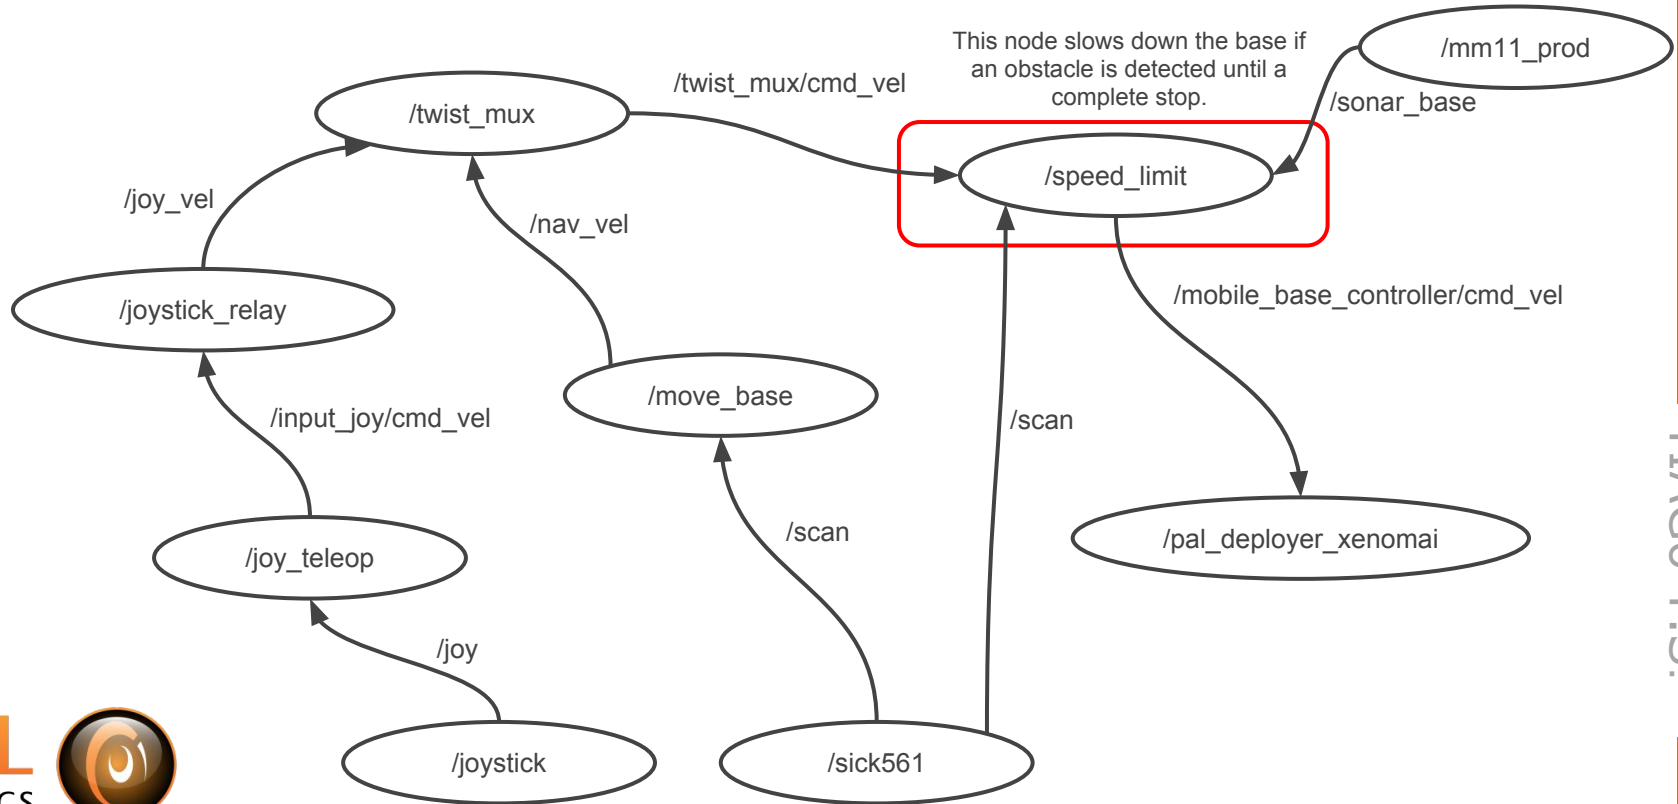 This node slows down the base if
an obstacle is detected until a
complete stop.
/mm11_prod
/twist_mux/cmd_vel
/sonar_base
/twist_mux
/speed_limit
/joy_vel
/nav_vel
/joystick_relay
/mobile_base_controller/cmd_vel
/move_base
/input_joy/cmd_vel
/scan
/scan
/pal_deployer_xenomai
/joy_teleop
/joy
/joystick
/sick561